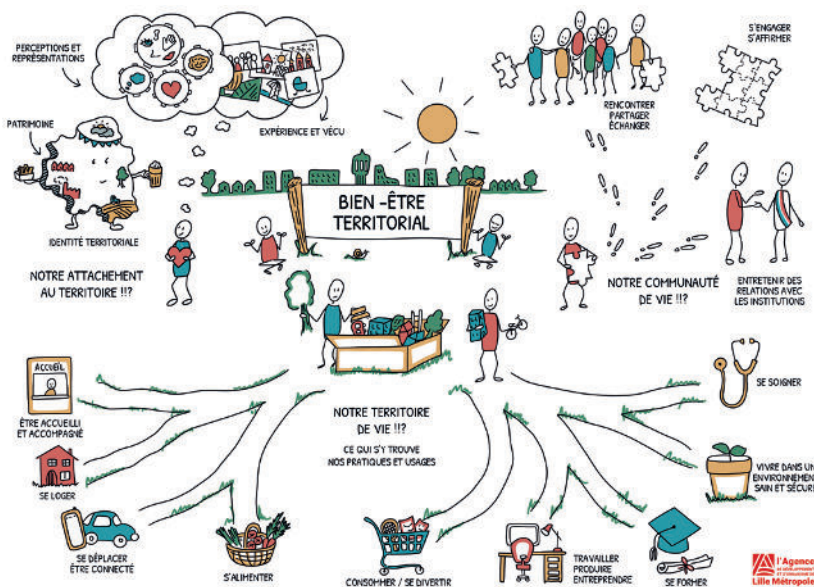 PERCEPTIONS ET
REPRÉSENTATIONS
EXPÉRIENCE ET VÉCU
PATRIMOINE
IDENTITÉ TERRITORIALE
NOTRE ATTACHEMENT
AU TERRITOIRE !!?
BIEN-ÊTRE
TERRITORIAL
S'ENGAGER
S'AFFIRMER
RENCONTRER
PARTAGER
ÉCHANGER
NOTRE COMMUNAUTÉ
DE VIE !!?
ENTRETENIR DES
RELATIONS AVEC
LES INSTITUTIONS
NOTRE TERRITOIRE
DE VIE !!?
CE QUI S'Y TROUVE
NOS PRATIQUES ET USAGES
ACCUEIL
ÊTRE ACCUEILLI
ET ACCOMPAGNÉ
SE LOGER
SE DÉPLACER
ÊTRE CONNECTÉ
S'ALIMENTER
CONSOMMER / SE DIVERTIR
TRAVAILLER
PRODUIRE
ENTREPRENDRE
SE FORMER
VIVRE DANS UN
ENVIRONNEMENT
SAIN ET SÉCURI
SE SOIGNER
l'Agence
Lille Métropole